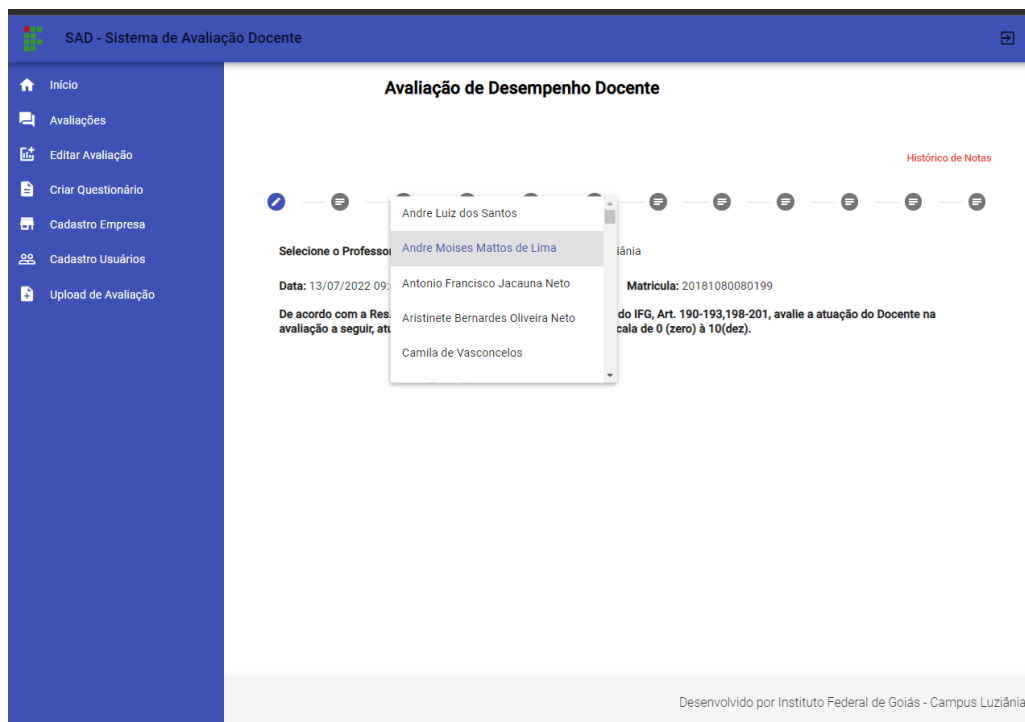 SAD - Sistema de Avaliação Docente
Início
Avaliações
Editar Avaliação
Criar Questionário
Cadastro Empresa
Cadastro Usuários
Upload de Avaliação
Avaliação de Desempenho Docente
Histórico de Notas
Selecione o Professor
Data: 13/07/2022 09: Matricula: 20181080080199
De acordo com a Res. do IFG, Art. 190-193,198-201, avalie a atuação do Docente na
avaliação a seguir, de 0 (zero) à 10(dez).
Andre Luiz dos Santos
Andre Moises Mattos de Lima
Antonio Francisco Jacauna Neto
Aristinete Bernardes Oliveira Neto
Camila de Vasconcelos
Desenvolvido por Instituto Federal de Goiás - Campus Luziânia